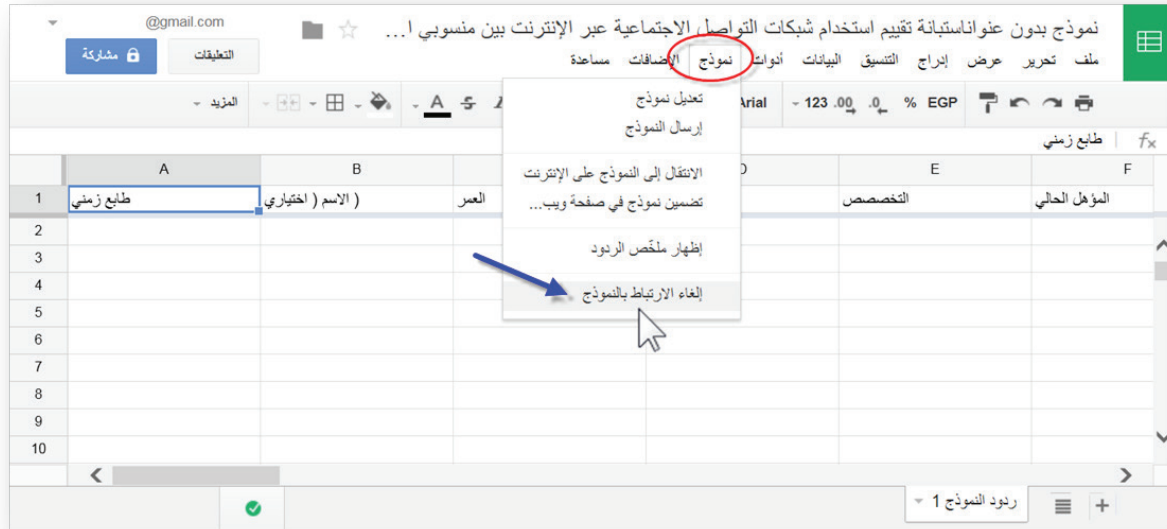 @gmail.com
نموذج بدون عنواناستبانة تقييم استخدام شبكات التواصل الاجتماعية عبر الإنترنت بين منسوبي ا...
مشاركة
التعليقات
ملف تحرير عرض إدراج التنسيق البيانات أدوات نموذج الإضافات مساعدة
المزيد
A
Arial
123 .00 .0 % EGP
تعديل نموذج
إرسال النموذج
الانتقال إلى النموذج على الإنترنت
تضمين نموذج في صفحة ويب...
إظهار ملخّص الردود
إلغاء الارتباط بالنموذج
طابع زمني fx
A B D E F
1 طابع زمني الاسم ( اختياري ) العمر التخصصص المؤهل الحالي
2
3
4
5
6
7
8
9
10
ردود النموذج 1